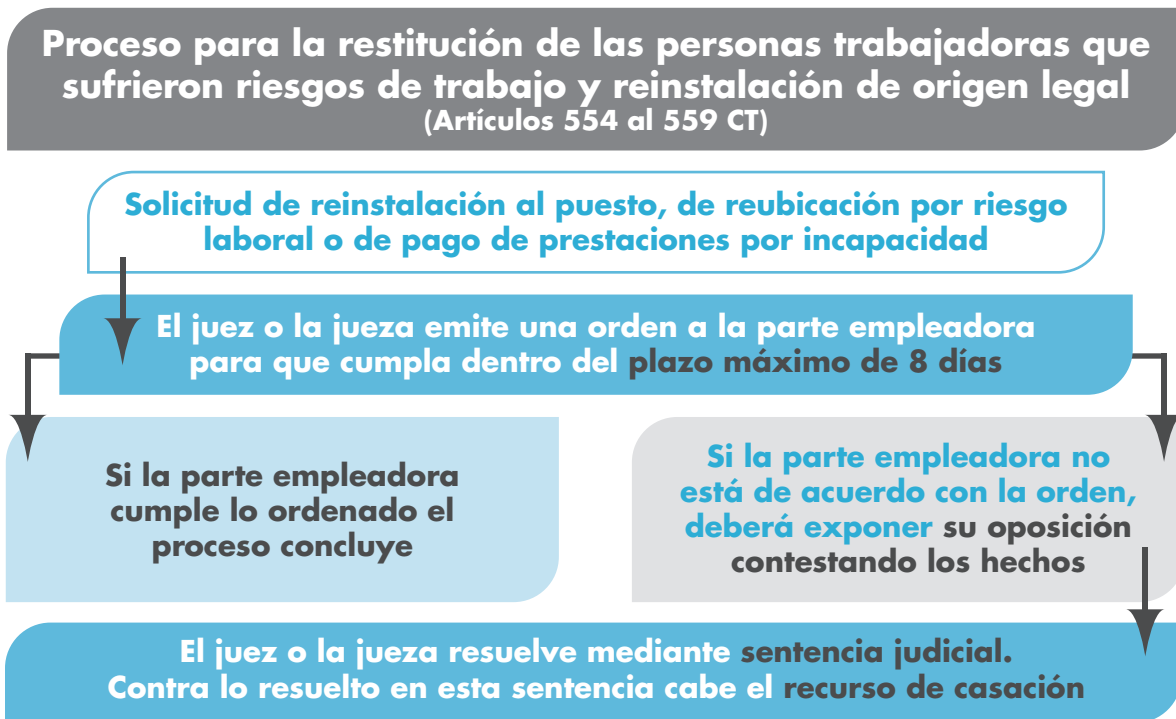 Proceso para la restitución de las personas trabajadoras que
sufrieron riesgos de trabajo y reinstalación de origen legal
(Artículos 554 al 559 CT)
Solicitud de reinstalación al puesto, de reubicación por riesgo
laboral o de pago de prestaciones por incapacidad
El juez o la jueza emite una orden a la parte empleadora
para que cumpla dentro del plazo máximo de 8 días
Si la parte empleadora
cumple lo ordenado el
proceso concluye
Si la parte empleadora no
está de acuerdo con la orden,
deberá exponer su oposición
contestando los hechos
El juez o la jueza resuelve mediante sentencia judicial.
Contra lo resuelto en esta sentencia cabe el recurso de casación